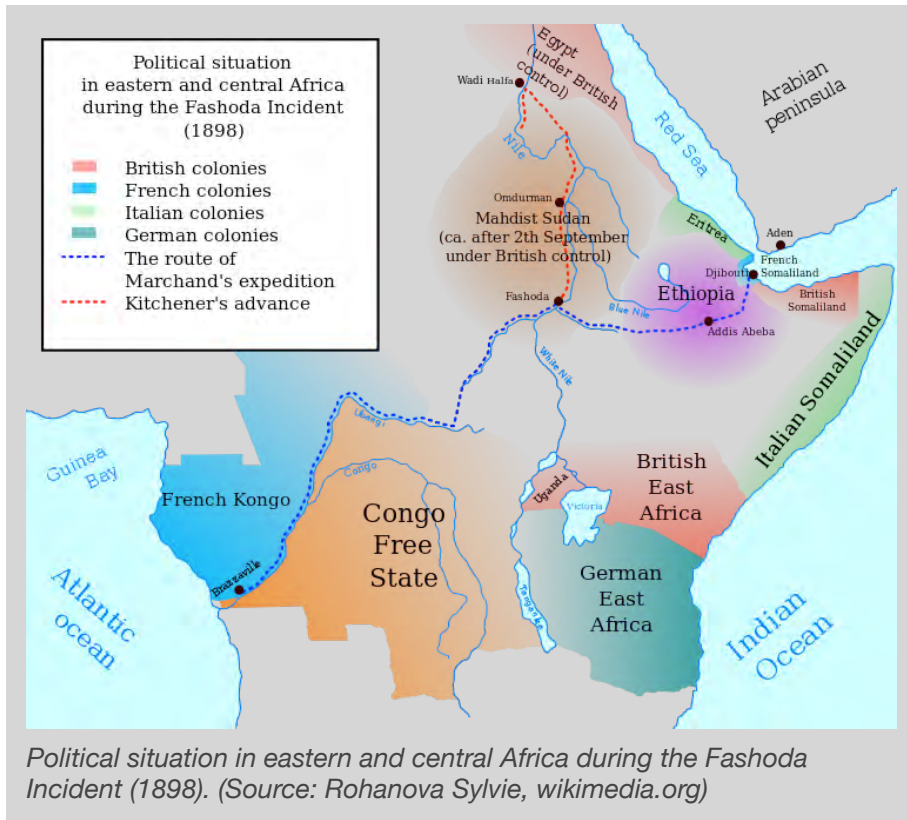 Political situation
in eastern and central Africa
during the Fashoda Incident
(1898)
British colonies
French colonies
Italian colonies
German colonies
The route of
Marchand's expedition
Kitchener's advance
Egypt
(under British
control)
Wadi Halfa
Arabian
peninsula
Red Sea
Nile
Omdurman
Mahdist Sudan
(ca. after 2th September
under British control)
Eritrea
Aden
French
Somaliland
Djibouti
Fashoda
Ethiopia
British
Somaliland
Blue Nile
Addis Abeba
White Nile
Italian Somaliland
Ubangi
Guinea
Bay
Congo
French Kongo
Congo
Free
State
Uganda
Victoria
British
East
Africa
Brazzaville
German
East
Africa
Tanganike
Atlantic
ocean
Indian
Ocean
Political situation in eastern and central Africa during the Fashoda
Incident (1898). (Source: Rohanova Sylvie, wikimedia.org)